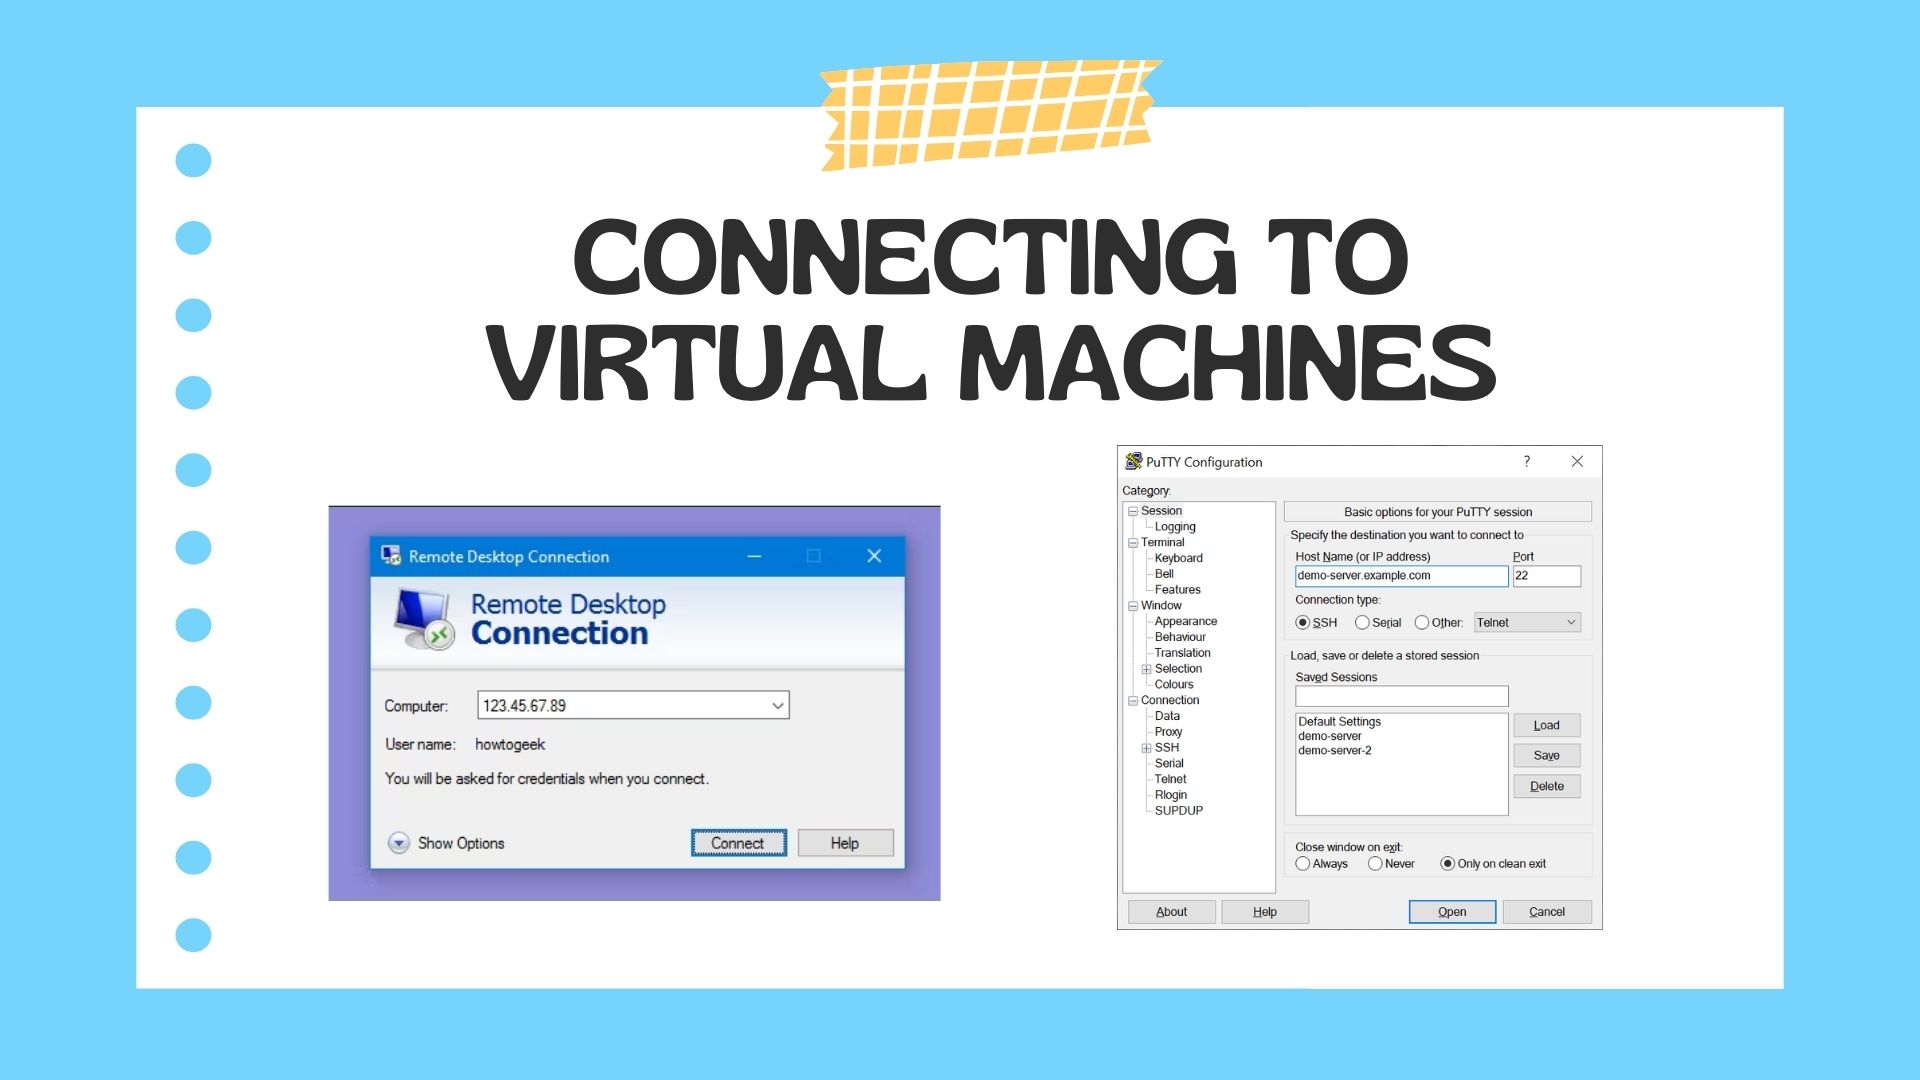 CONNECTING TO
VIRTUAL MACHINES
Remote Desktop Connection
Remote Desktop
Connection
Computer: 123.45.67.89
User name: howtogeek
You will be asked for credentials when you connect.
Show Options Connect Help
PuTTY Configuration ?
Category:
Session
Logging
Terminal
Keyboard
Bell
Features
Window
Appearance
Behaviour
Translation
Selection
Colours
Connection
Data
Proxy
SSH
Serial
Telnet
Rlogin
SUPDUP
Basic options for your PuTTY session
Specify the destination you want to connect to
Host Name (or IP address) Port
demo-server.example.com 22
Connection type:
SSH Serial Other: Telnet
Load, save or delete a stored session
Saved Sessions
Default Settings
demo-server
demo-server-2
Load
Save
Delete
Close window on exit:
Always Never Only on clean exit
About Help Open Cancel